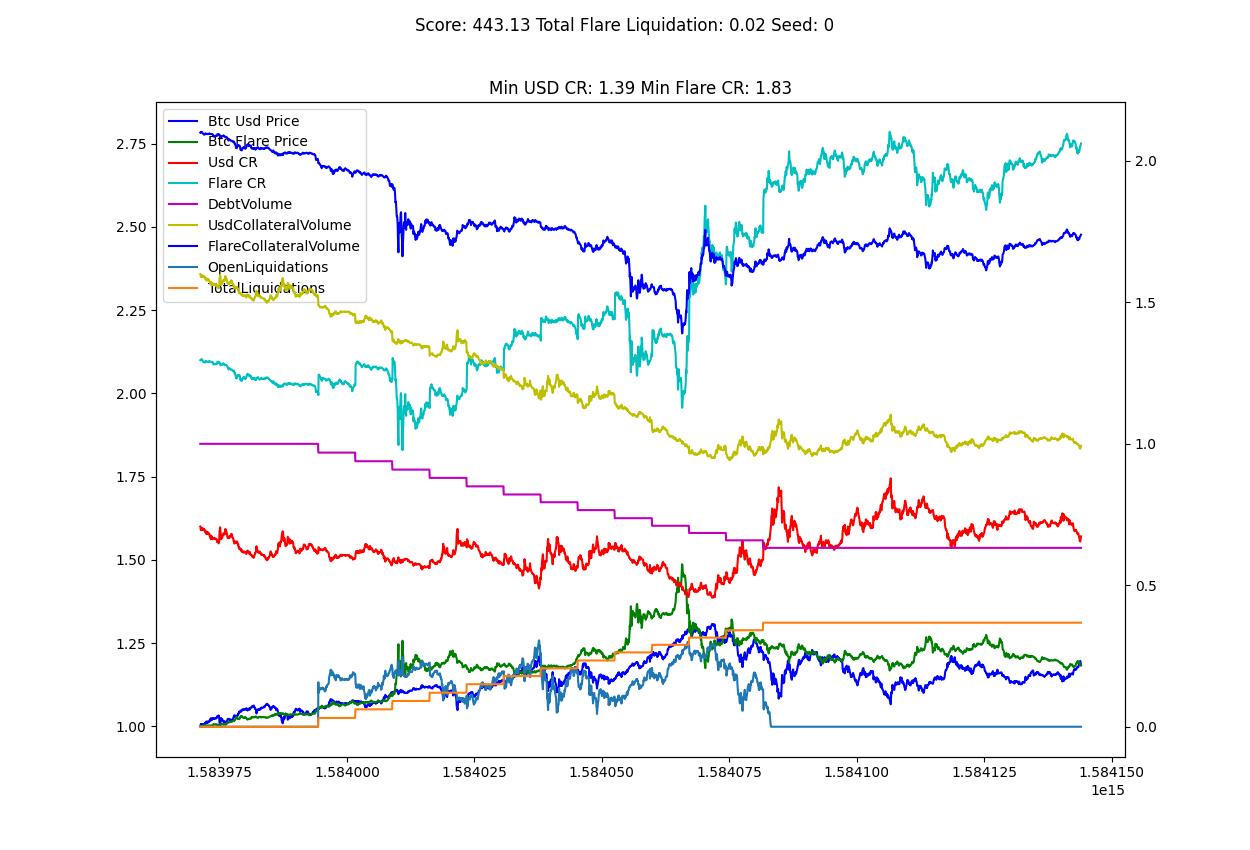 Score: 443.13 Total Flare Liquidation: 0.02 Seed: 0
Min USD CR: 1.39 Min Flare CR: 1.83
Btc Usd Price
Btc Flare Price
Usd CR
Flare CR
DebtVolume
UsdCollateralVolume
FlareCollateralVolume
OpenLiquidations
TotalLiquidations
2.75
2.50
2.25
2.00
1.75
1.50
1.25
1.00
2.0
1.5
1.0
0.5
0.0
1.583975 1.584000 1.584025 1.584050 1.584075 1.584100 1.584125 1.584150
1e15